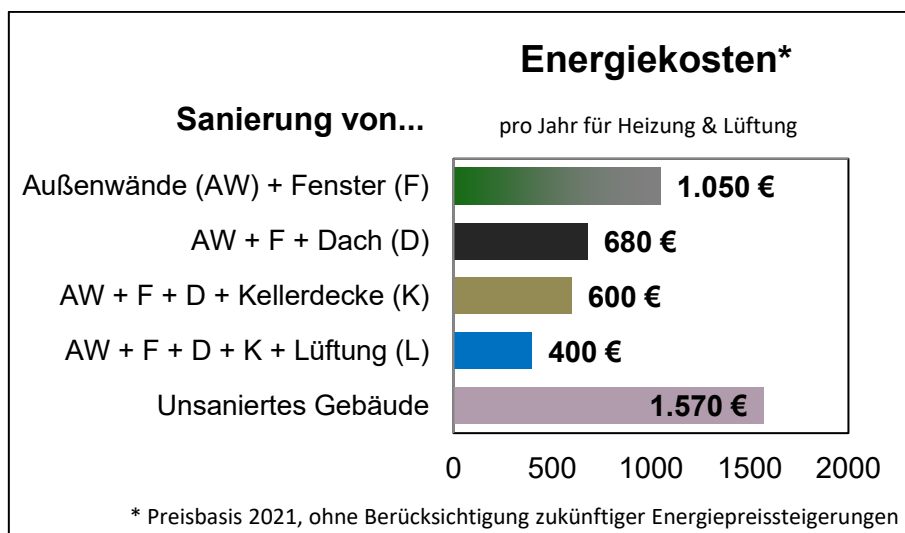 Energiekosten*
Sanierung von...
pro Jahr für Heizung & Lüftung
Außenwände (AW) + Fenster (F)
1.050 €
AW + F + Dach (D)
680 €
AW + F + D + Kellerdecke (K)
600 €
AW + F + D + K + Lüftung (L)
400 €
Unsaniertes Gebäude
1.570 €
0 500 1000 1500 2000
* Preisbasis 2021, ohne Berücksichtigung zukünftiger Energiepreissteigerungen